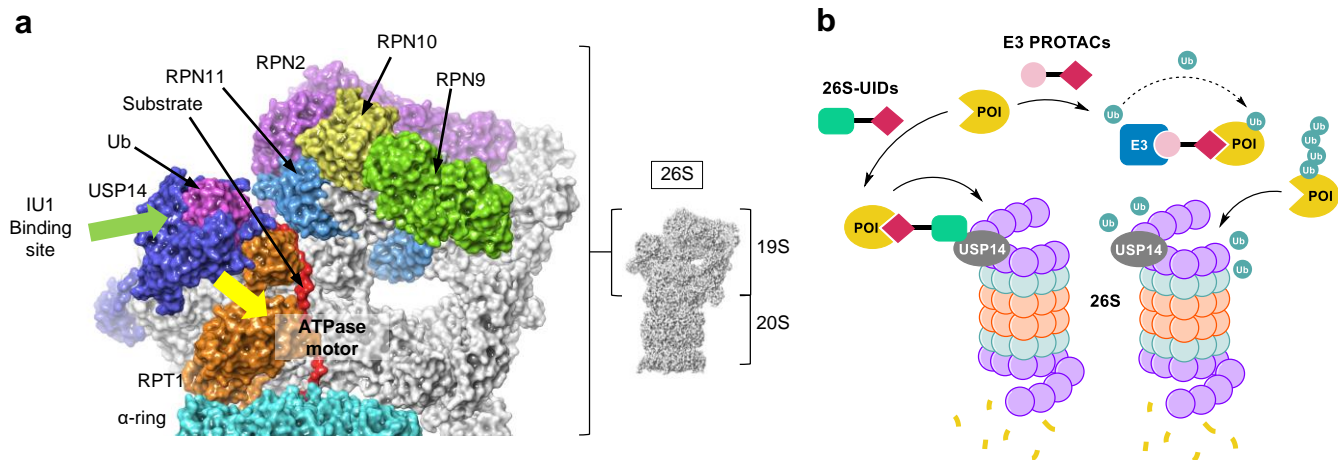 a
RPN10
RPN2
RPN11
RPN9
Substrate
Ub
USP14
IU1
Binding
site
ATPase
motor
RPT1
α-ring
26S
19S
20S
b
E3 PROTACs
26S-UIDs
POI
Ub
Ub
Ub
E3
POI
Ub
Ub
Ub
Ub
POI
POI
USP14
Ub
Ub
USP14
Ub
Ub
26S